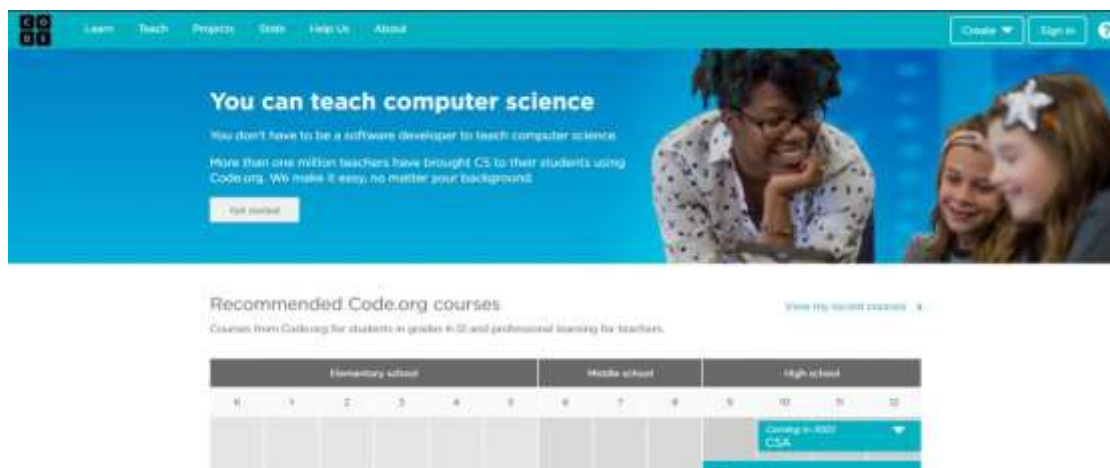 CO
DE
Learn Teach Projects Stats Help Us About
Create Sign in ?
You can teach computer science
You don't have to be a software developer to teach computer science.
More than one million teachers have brought CS to their students using
Code.org. We make it easy, no matter your background.
Get started
Recommended Code.org courses
View my recent courses
Courses from Code.org for students in grades K-12 and professional learning for teachers.
Elementary school Middle school High school
K 1 2 3 4 5 6 7 8 9 10 11 12
Coming in 2022
CSA